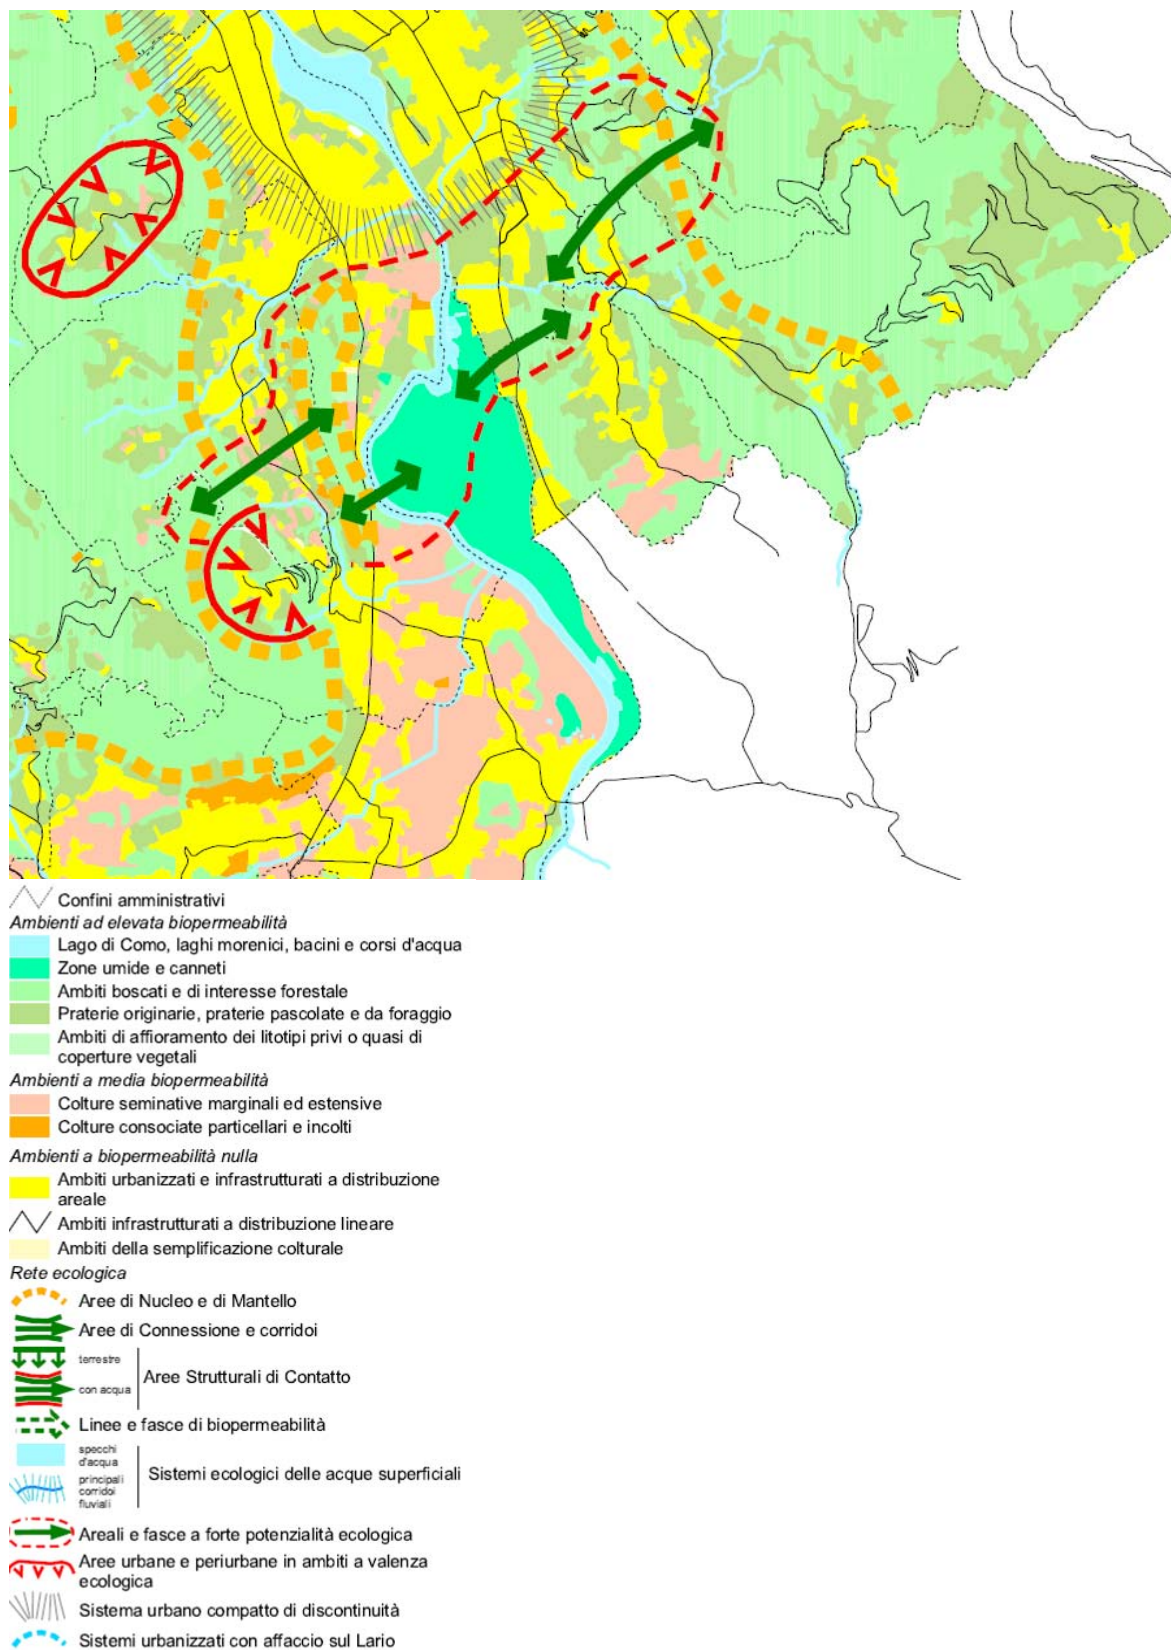 Confini amministrativi
Ambienti ad elevata biopermeabilità
Lago di Como, laghi morenici, bacini e corsi d'acqua
Zone umide e canneti
Ambiti boscati e di interesse forestale
Praterie originarie, praterie pascolate e da foraggio
Ambiti di affioramento dei litotipi privi o quasi di
coperture vegetali
Ambienti a media biopermeabilità
Colture seminative marginali ed estensive
Colture consociate particellari e incolti
Ambienti a biopermeabilità nulla
Ambiti urbanizzati e infrastrutturati a distribuzione
areale
Ambiti infrastrutturati a distribuzione lineare
Ambiti della semplificazione colturale
Rete ecologica
Aree di Nucleo e di Mantello
Aree di Connessione e corridoi
terrestre
Aree Strutturali di Contatto
con acqua
Linee e fasce di biopermeabilità
specchi
d'acqua
Sistemi ecologici delle acque superficiali
principali
corridoi
fluviali
Areali e fasce a forte potenzialità ecologica
Aree urbane e periurbane in ambiti a valenza
ecologica
Sistema urbano compatto di discontinuità
Sistemi urbanizzati con affaccio sul Lario